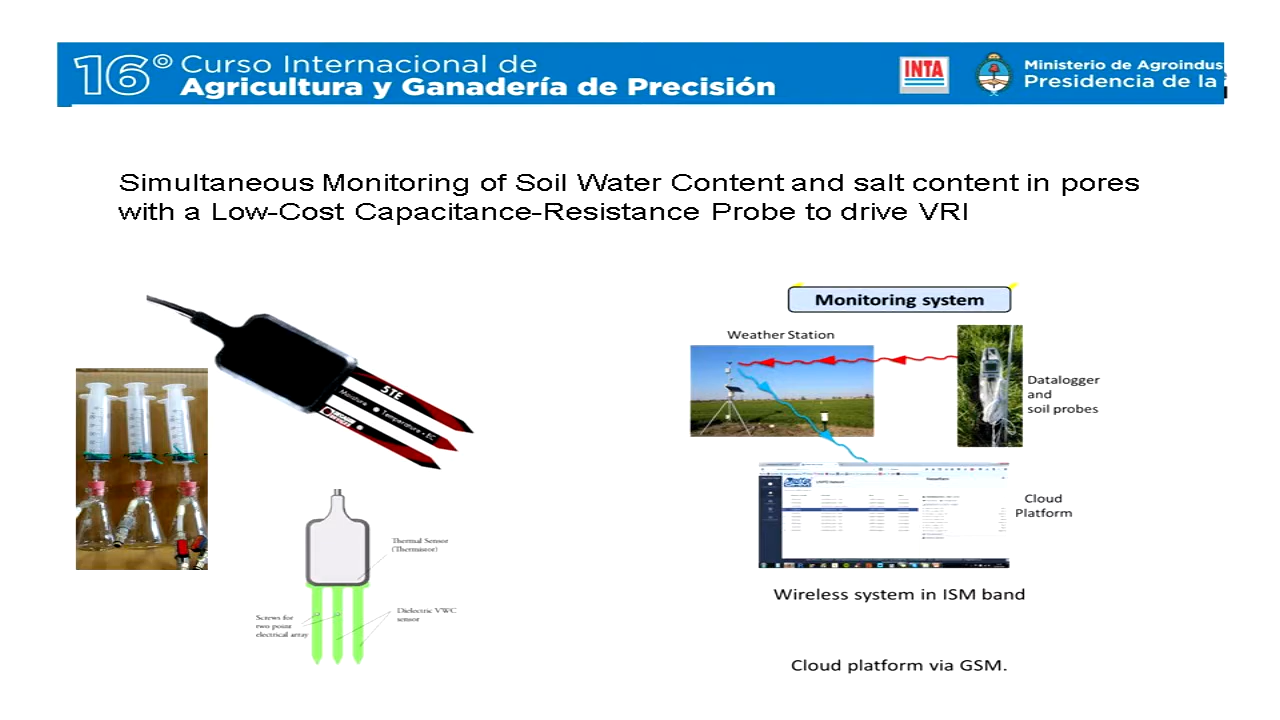 16° Curso Internacional de
Agricultura y Ganadería de Precisión
INTA
Ministerio de Agroindus
Presidencia de la
Simultaneous Monitoring of Soil Water Content and salt content in pores
with a Low-Cost Capacitance-Resistance Probe to drive VRI
5TE
Moisture • Temperature • EC
DECAGON DEVICES
Thermal Sensor
(Thermistor)
Screws for
two point
electrical array
Dielectric VWC
sensor
Monitoring system
Weather Station
Datalogger
and
soil probes
Cloud
Platform
Wireless system in ISM band
Cloud platform via GSM.